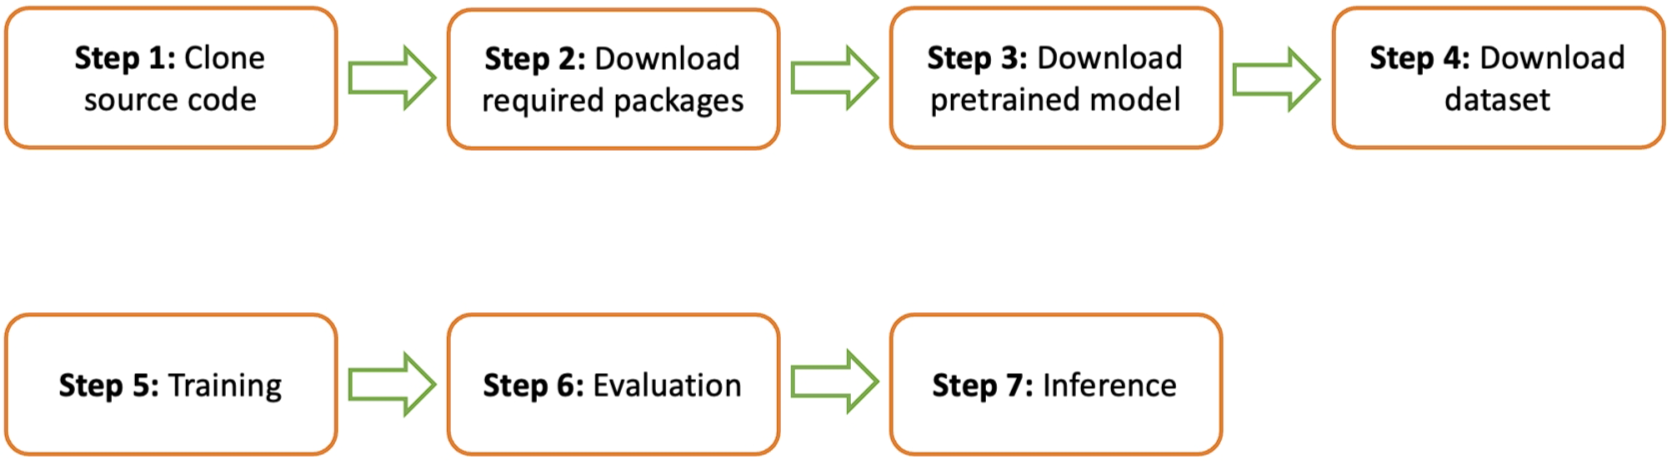 Step 1: Clone
source code
Step 2: Download
required packages
Step 3: Download
pretrained model
Step 4: Download
dataset
Step 5: Training
Step 6: Evaluation
Step 7: Inference